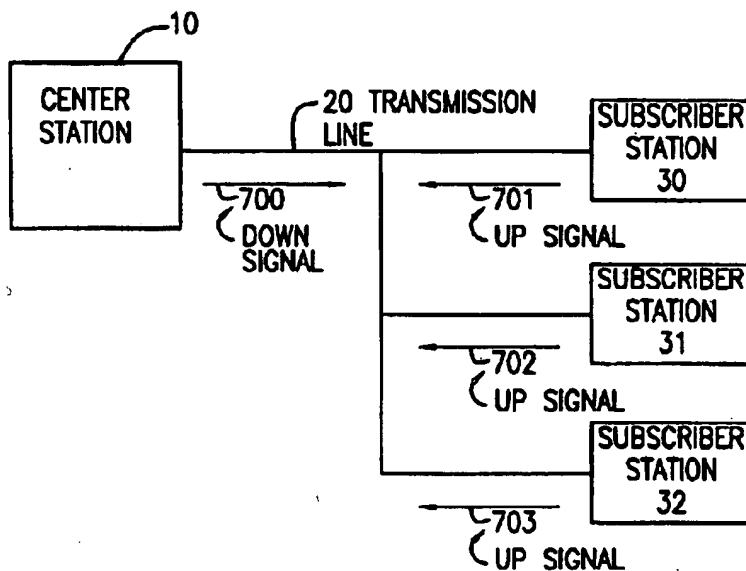 10
CENTER
STATION
20 TRANSMISSION
LINE
SUBSCRIBER
STATION
30
700
DOWN
SIGNAL
701
UP SIGNAL
SUBSCRIBER
STATION
31
702
UP SIGNAL
SUBSCRIBER
STATION
32
703
UP SIGNAL